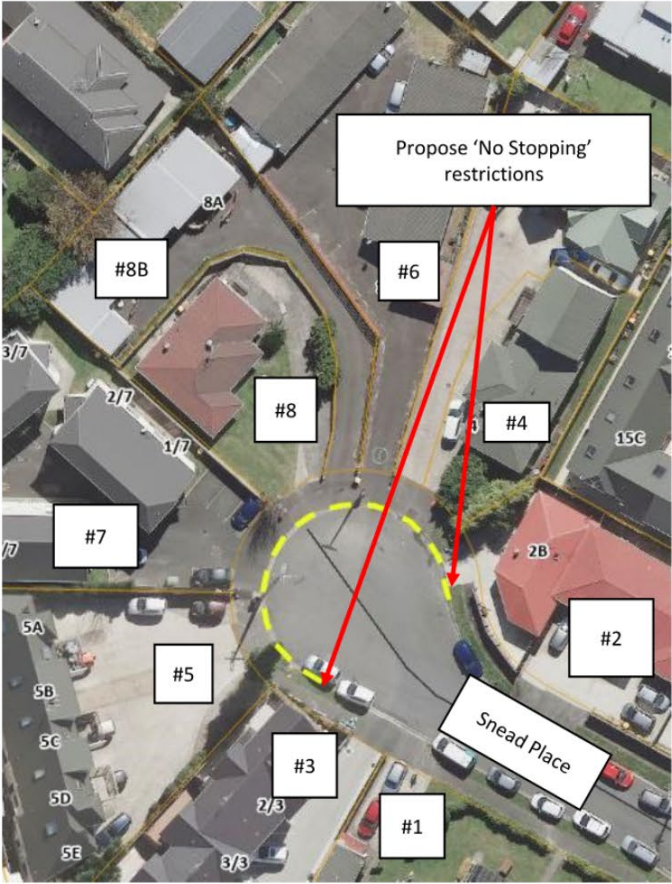 Propose 'No Stopping'
restrictions
8A
#8B
#6
3/7
2/7
#8
#4
1/7
15C
#7
2B
/7
5A
#2
#5
5B
Snead Place
5C
#3
5D
2/3
#1
5E
3/3